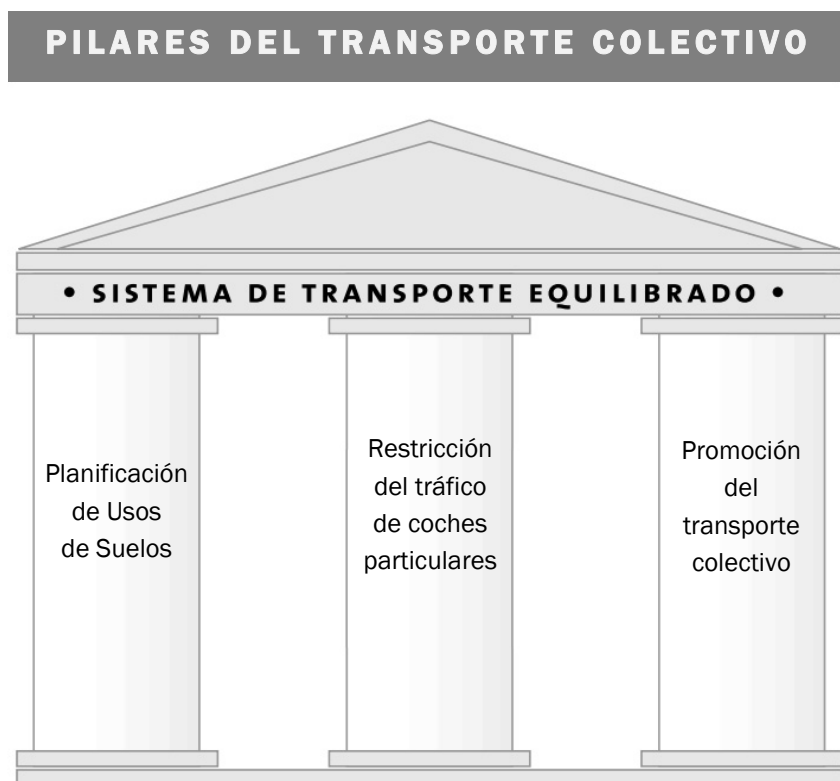 PILARES DEL TRANSPORTE COLECTIVO
• SISTEMA DE TRANSPORTE EQUILIBRADO •
Planificación
de Usos
de Suelos
Restricción
del tráfico
de coches
particulares
Promoción
del
transporte
colectivo